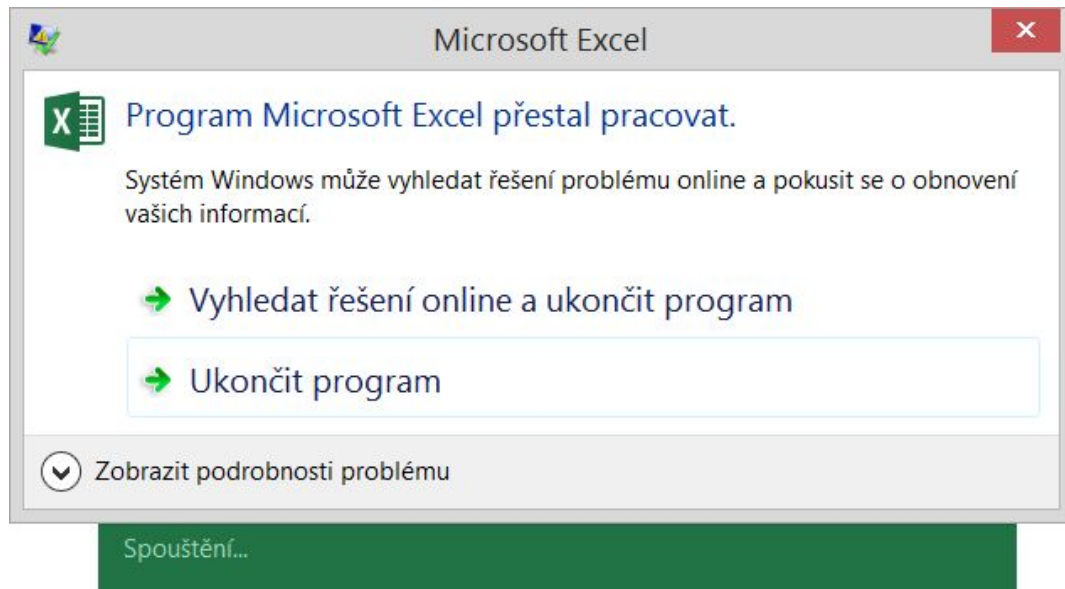 Microsoft Excel
Program Microsoft Excel přestal pracovat.
Systém Windows může vyhledat řešení problému online a pokusit se o obnovení
vašich informací.
Vyhledat řešení online a ukončit program
Ukončit program
Zobrazit podrobnosti problému
Spouštění...